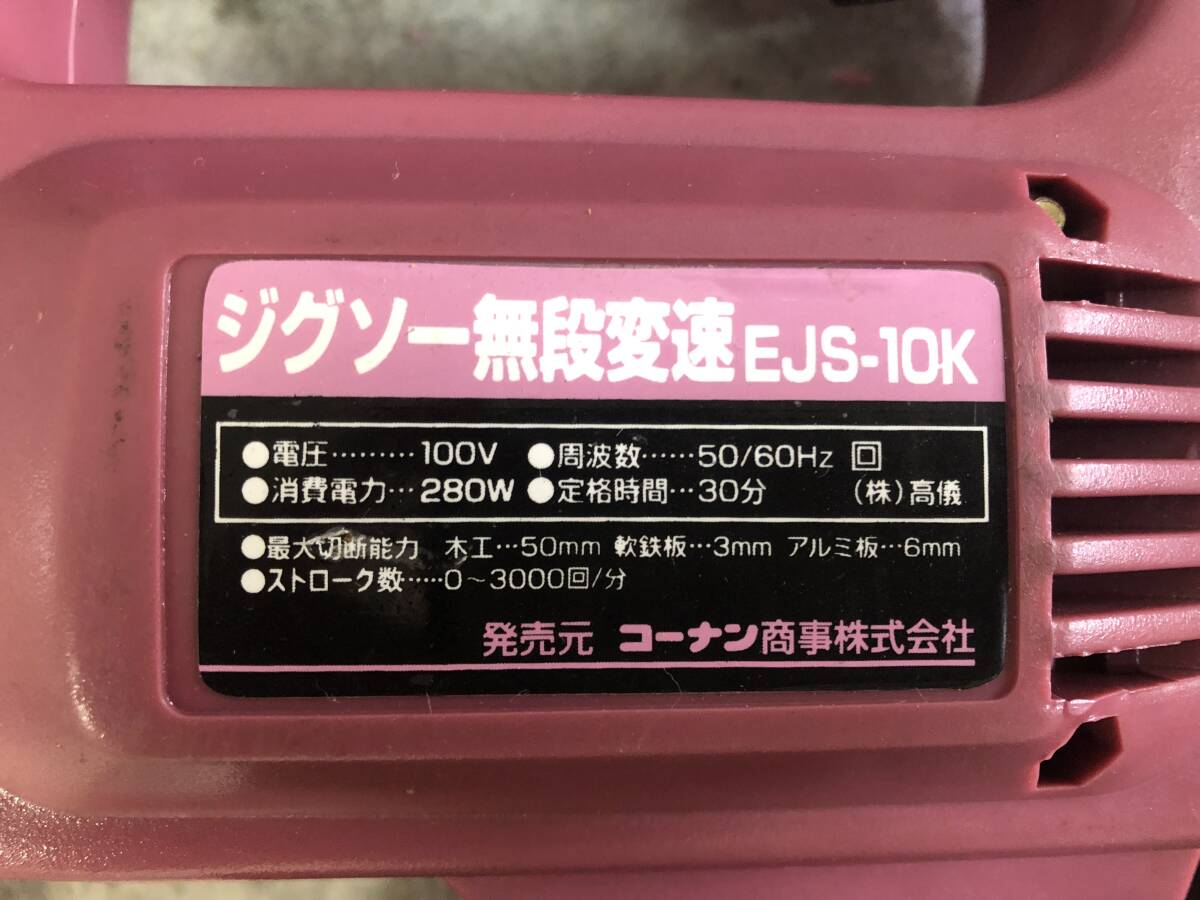 ジグソー無段変速EJS-10K
●電圧………100V ●周波数……50/60Hz 回
●消費電力…280W ●定格時間…30分 (株)高儀
●最大切断能力 木工…50mm 軟鉄板…3mm アルミ板…6mm
●ストローク数……0～3000回/分
発売元 コーナン商事株式会社